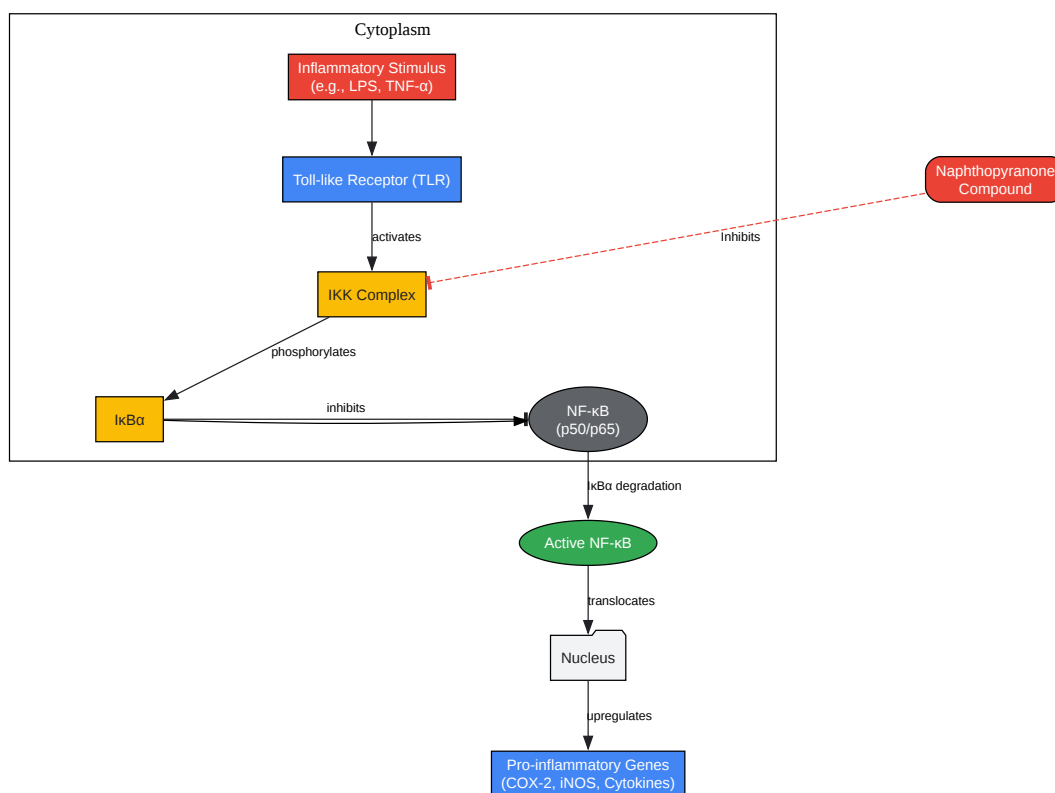 Cytoplasm
Inflammatory Stimulus
(e.g., LPS, TNF-α)
Toll-like Receptor (TLR)
Naphthopyranone
Compound
activates
Inhibits
IKK Complex
phosphorylates
IκBα
inhibits
NF-κB
(p50/p65)
IκBα degradation
Active NF-κB
translocates
Nucleus
upregulates
Pro-inflammatory Genes
(COX-2, iNOS, Cytokines)